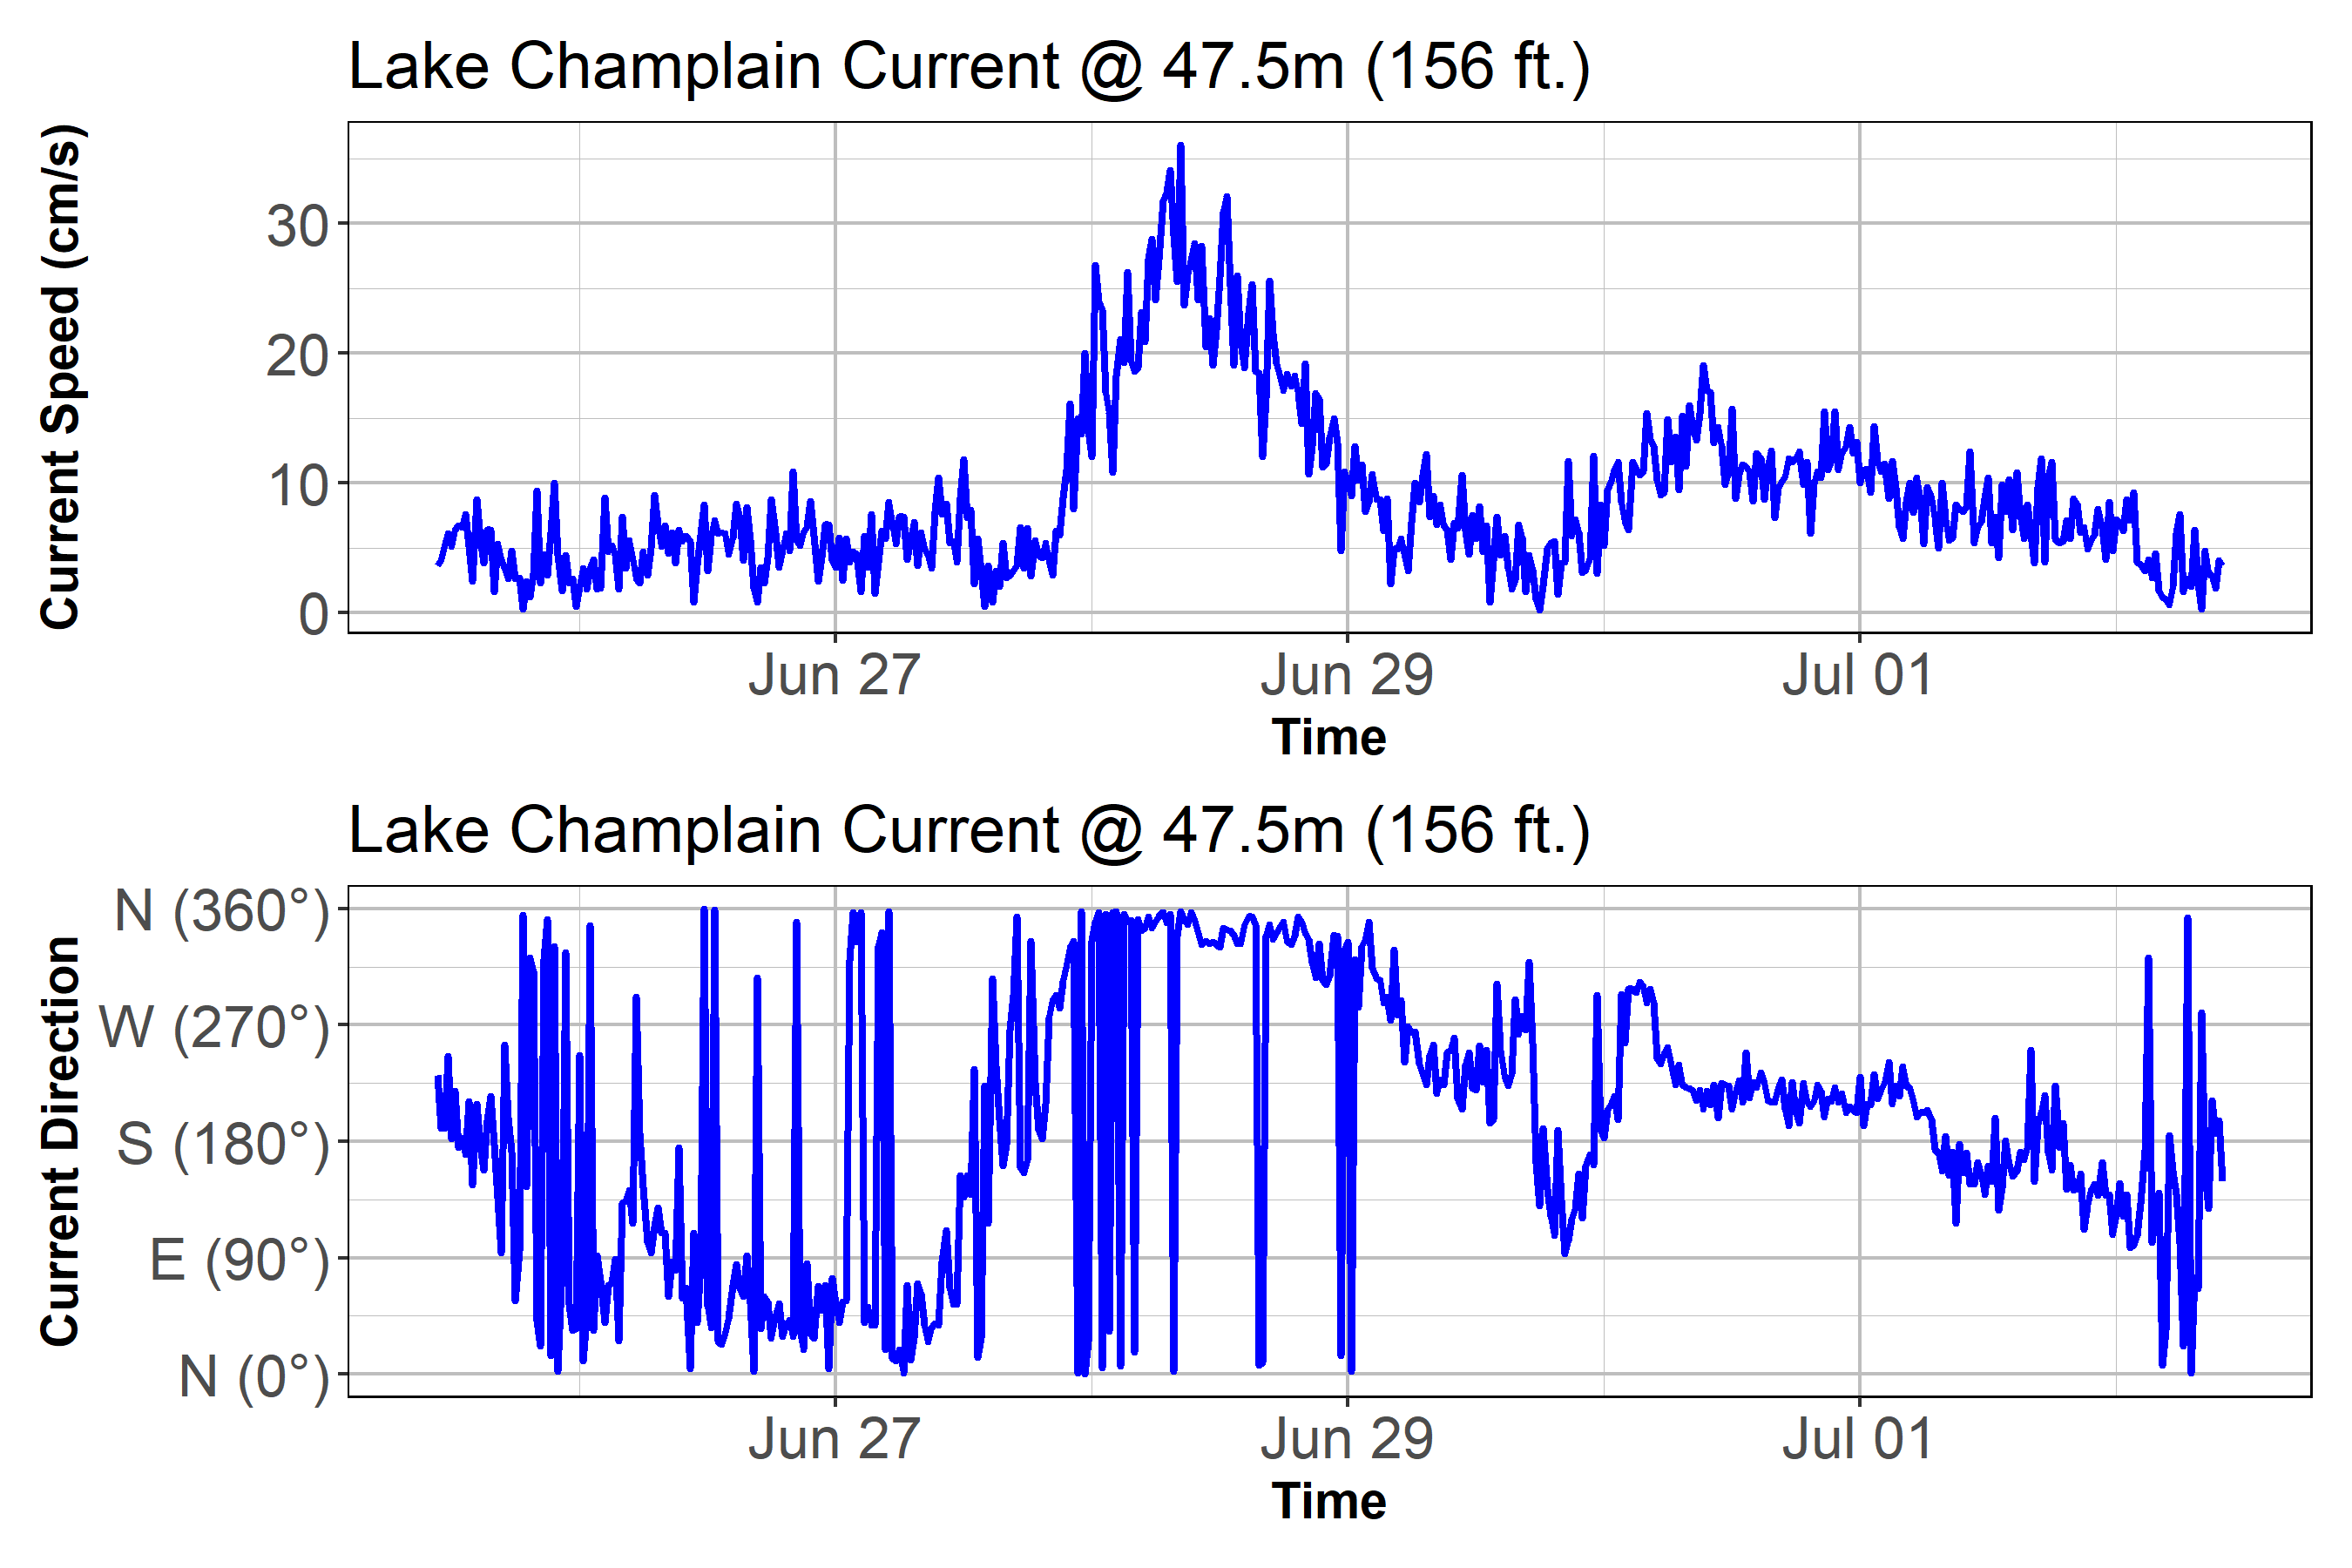 Lake Champlain Current @ 47.5m (156 ft.)
Current Speed (cm/s)
30
20
10
0
Jun 27
Jun 29
Jul 01
Time
Lake Champlain Current @ 47.5m (156 ft.)
Current Direction
N (360°)
W (270°)
S (180°)
E (90°)
N (0°)
Jun 27
Jun 29
Jul 01
Time